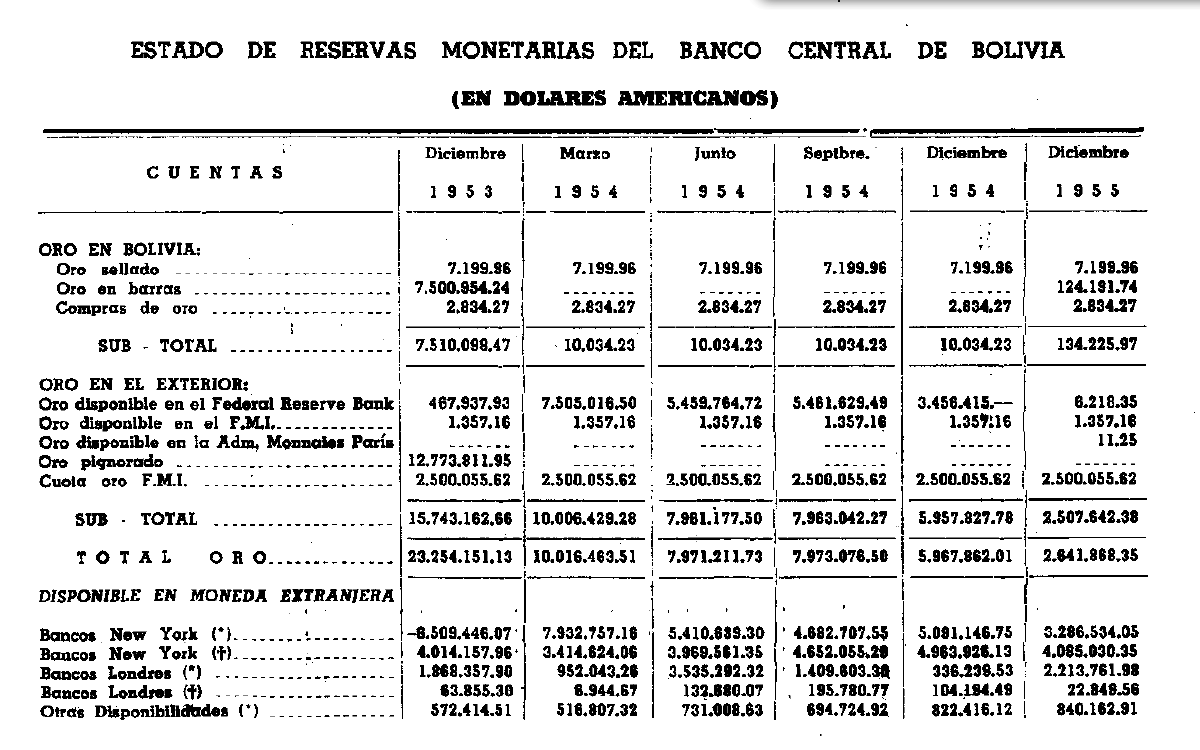 ESTADO DE RESERVAS MONETARIAS DEL BANCO CENTRAL DE BOLIVIA
(EN DOLARES AMERICANOS)
CUENTAS Diciembre 1953 Marzo 1954 Junio 1954 Septbre. 1954 Diciembre 1954 Diciembre 1955
ORO EN BOLIVIA:
Oro sellado 7.199.96 7.199.96 7.199.96 7.199.96 7.199.96 7.199.96
Oro en barras 7.500.954.24 ....... ....... ....... ....... 124.191.74
Compras de oro 2.834.27 2.834.27 2.834.27 2.834.27 2.834.27 2.834.27
SUB - TOTAL 7.510.098.47 10.034.23 10.034.23 10.034.23 10.034.23 134.225.97
ORO EN EL EXTERIOR:
Oro disponible en el Federal Reserve Bank 467.937.93 7.505.016.50 5.459.764.72 5.461.629.49 3.456.415.— 6.218.35
Oro disponible en el F.M.I. 1.357.16 1.357.16 1.357.16 1.357.16 1.357.16 1.357.16
Oro disponible en la Adm, Monnales París ....... ....... ....... ....... ....... 11.25
Oro pignorado 12.773.811.95 ....... ....... ....... ....... .......
Cuota oro F.M.I. 2.500.055.62 2.500.055.62 2.500.055.62 2.500.055.62 2.500.055.62 2.500.055.62
SUB - TOTAL 15.743.162.66 10.006.429.28 7.961.177.50 7.963.042.27 5.957.827.78 2.507.642.38
TOTAL ORO 23.254.151.13 10.016.463.51 7.971.211.73 7.973.076.50 5.967.862.01 2.641.868.35
DISPONIBLE EN MONEDA EXTRANJERA
Bancos New York (*) -8.509.446.07 7.932.757.16 5.410.639.30 4.682.707.55 5.091.146.75 3.286.534.05
Bancos New York (†) 4.014.157.96 3.414.624.06 3.969.561.35 4.652.055.20 4.963.926.13 4.085.030.35
Bancos Londres (*) 1.868.357.90 952.043.26 3.535.292.32 1.409.603.38 336.239.53 2.213.761.98
Bancos Londres (†) 63.855.30 6.944.67 132.680.07 195.780.77 104.194.49 22.848.56
Otras Disponibilidades (*) 572.414.51 516.807.32 731.008.63 694.724.92 822.416.12 840.162.91